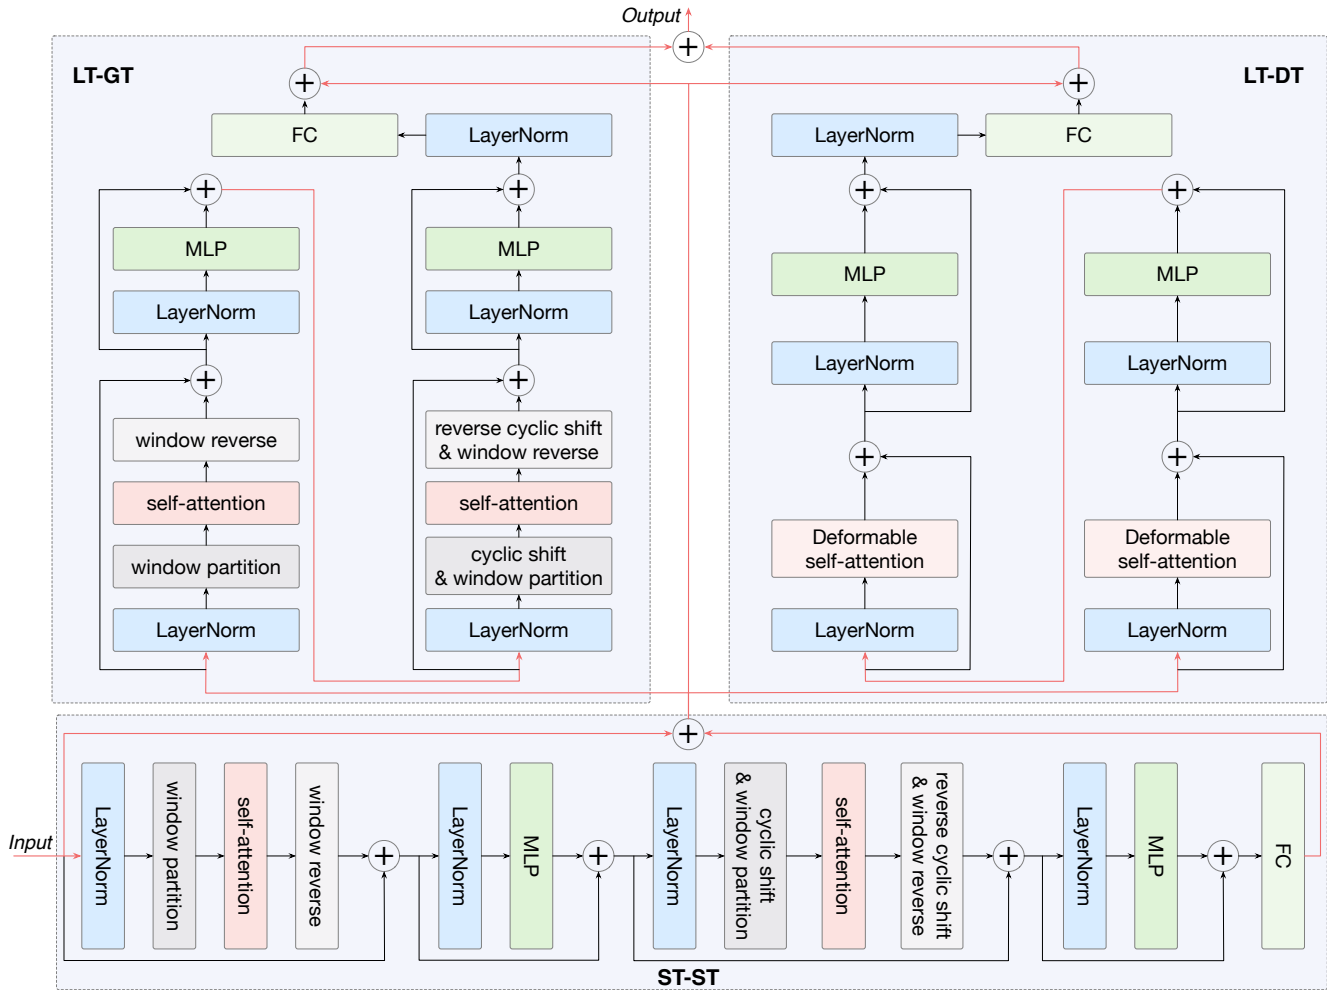 Output
LT-GT
LT-DT
FC
LayerNorm
LayerNorm
FC
MLP
LayerNorm
window reverse
self-attention
window partition
LayerNorm
MLP
LayerNorm
reverse cyclic shift
& window reverse
self-attention
cyclic shift
& window partition
LayerNorm
MLP
LayerNorm
Deformable
self-attention
LayerNorm
MLP
LayerNorm
Deformable
self-attention
LayerNorm
Input
LayerNorm
window partition
self-attention
window reverse
LayerNorm
MLP
LayerNorm
cyclic shift
& window partition
self-attention
reverse cyclic shift
& window reverse
LayerNorm
MLP
FC
ST-ST